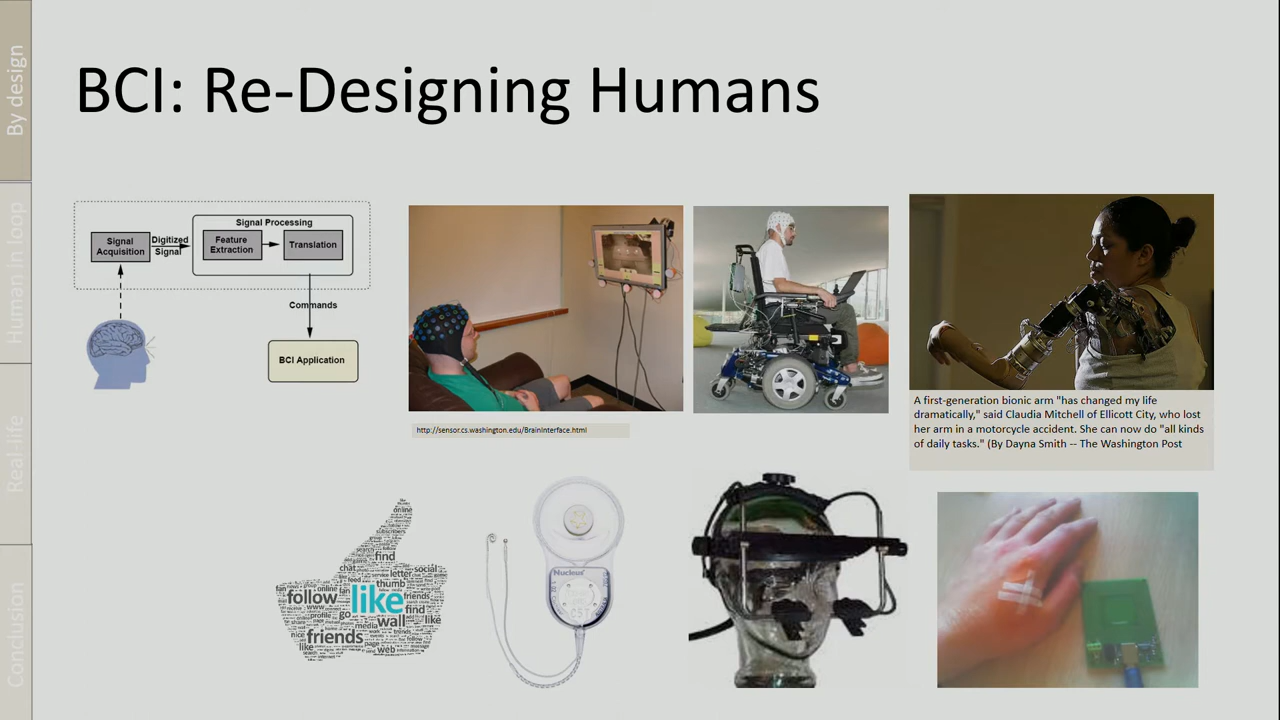 By design
Human in loop
Real-life
Conclusion
BCI: Re-Designing Humans
Signal Processing
Signal
Acquisition
Digitized
Signal
Feature
Extraction
Translation
Commands
BCI Application
http://sensor.cs.washington.edu/BrainInterface.html
A first-generation bionic arm "has changed my life
dramatically," said Claudia Mitchell of Ellicott City, who lost
her arm in a motorcycle accident. She can now do "all kinds
of daily tasks." (By Dayna Smith -- The Washington Post
like
online
find
chat
social
letter
thumb
follow
like
friends
find
go
wall
like
media
nice
friends
like
page
web
Nucleus